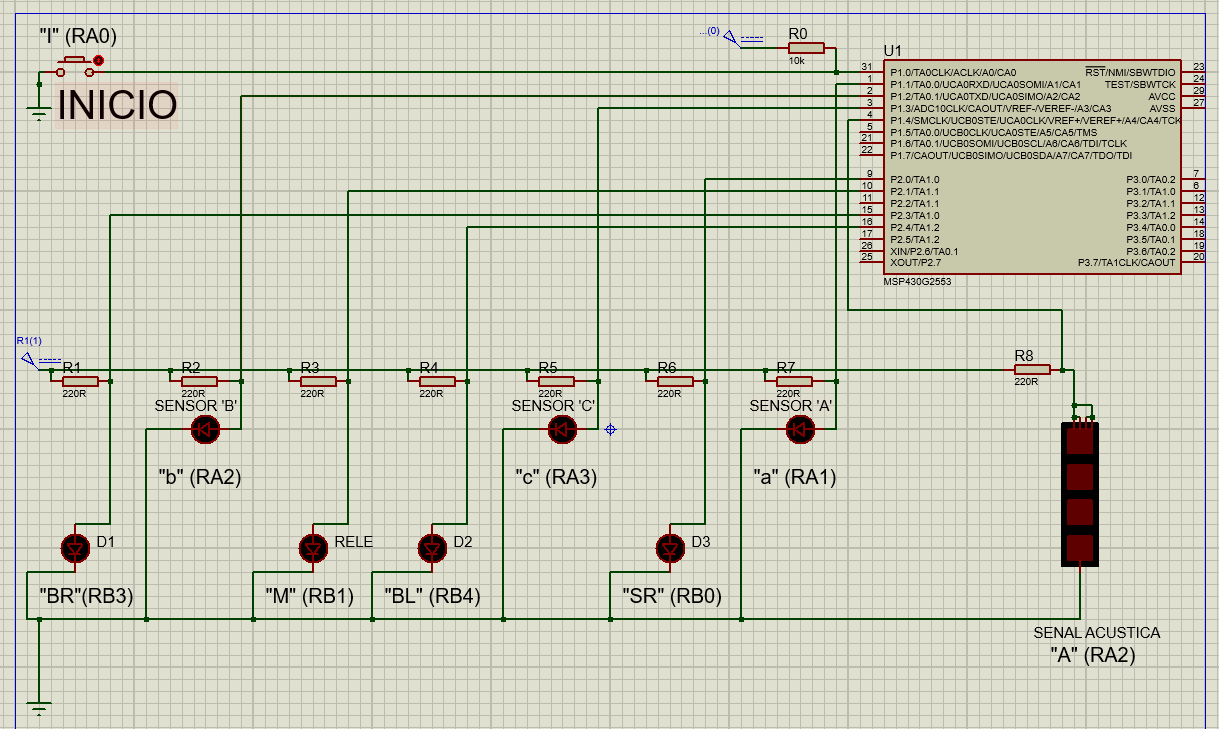 "I" (RA0)
INICIO
...(0)
R0
10k
U1
31
1
2
3
4
5
21
22
9
10
11
15
16
17
26
25
P1.0/TA0CLK/ACLK/A0/CA0
P1.1/TA0.0/UCA0RXD/UCA0SOMI/A1/CA1
P1.2/TA0.1/UCA0TXD/UCA0SIMO/A2/CA2
P1.3/ADC10CLK/CAOUT/VREF-/VEREF-/A3/CA3
P1.4/SMCLK/UCB0STE/UCA0CLK/VREF+/VEREF+/A4/CA4/TCK
P1.5/TA0.0/UCB0CLK/UCA0STE/A5/CA5/TMS
P1.6/TA0.1/UCB0SOMI/UCB0SCL/A6/CA6/TDI/TCLK
P1.7/CAOUT/UCB0SIMO/UCB0SDA/A7/CA7/TDO/TDI
P2.0/TA1.0
P2.1/TA1.1
P2.2/TA1.1
P2.3/TA1.0
P2.4/TA1.2
P2.5/TA1.2
XIN/P2.6/TA0.1
XOUT/P2.7
RST/NMI/SBWTDIO
TEST/SBWTCK
AVCC
AVSS
P3.0/TA0.2
P3.1/TA1.0
P3.2/TA1.1
P3.3/TA1.2
P3.4/TA0.0
P3.5/TA0.1
P3.6/TA0.2
P3.7/TA1CLK/CAOUT
23
24
29
27
7
6
12
13
14
18
19
20
MSP430G2553
R1(1)
R1
220R
R2
220R
R3
220R
R4
220R
R5
220R
R6
220R
R7
220R
R8
220R
SENSOR 'B'
SENSOR 'C'
SENSOR 'A'
"b" (RA2)
"c" (RA3)
"a" (RA1)
D1
RELE
D2
D3
"BR"(RB3)
"M" (RB1)
"BL" (RB4)
"SR" (RB0)
SENAL ACUSTICA
"A" (RA2)